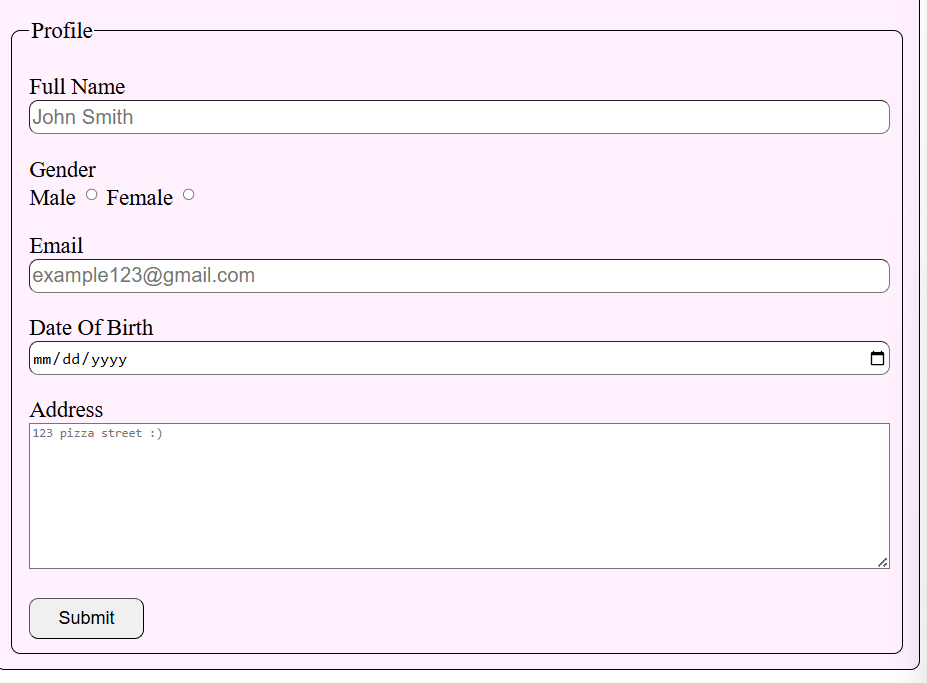 Profile
Full Name
John Smith
Gender
Male Female
Email
example123@gmail.com
Date Of Birth
mm/dd/yyyy
Address
123 pizza street :)
Submit